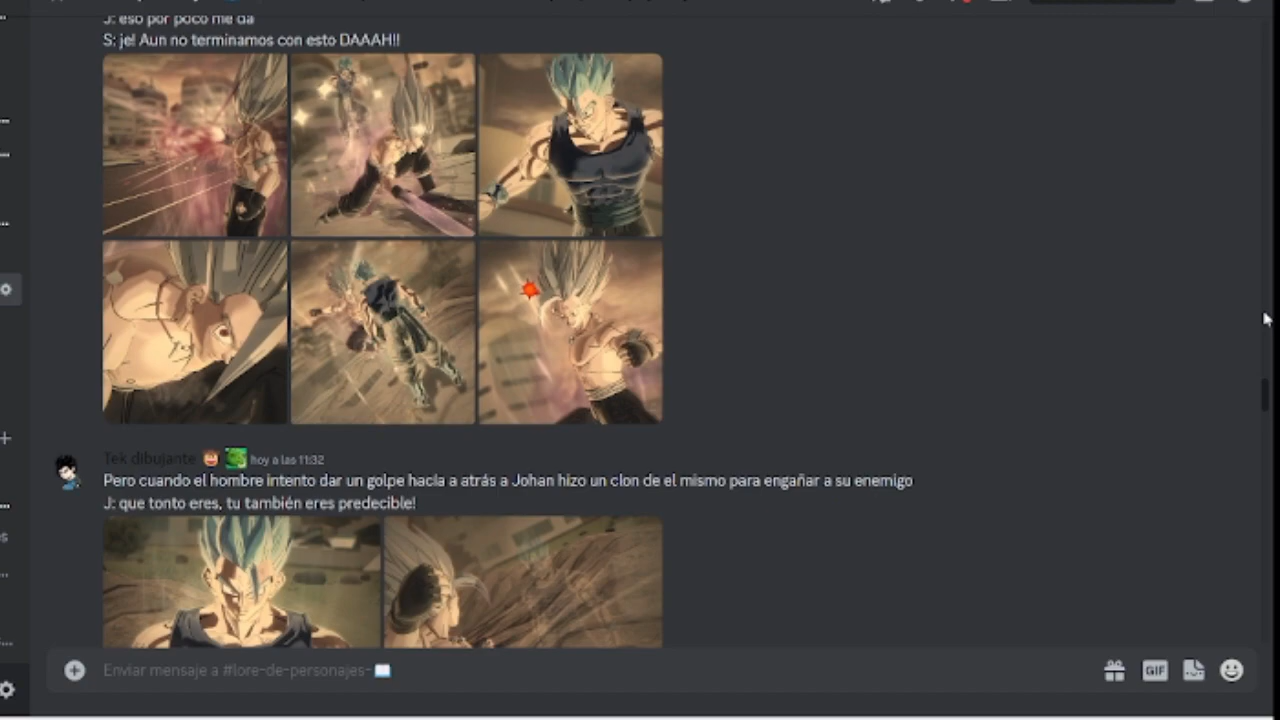 J: eso por poco me da
S: je! Aun no terminamos con esto DAAAH!!
Tek dibujante hoy a las 11:32
Pero cuando el hombre intento dar un golpe hacia a atrás a Johan hizo un clon de el mismo para engañar a su enemigo
J: que tonto eres, tu también eres predecible!
Enviar mensaje a #lore-de-personajes-
GIF